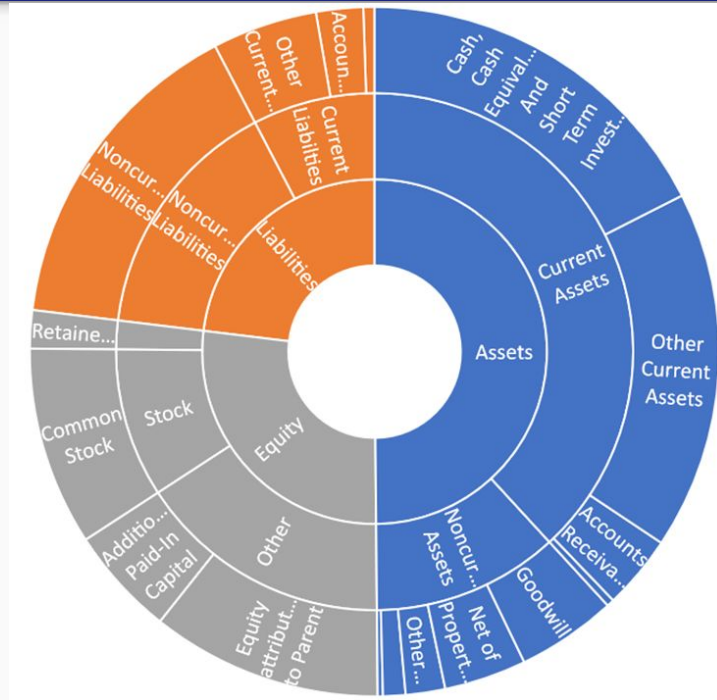 Cash,
Cash
Equival...
And
Short
Term
Invest...
Other
Current
Assets
Accounts
Receiva...
Goodwill
Net of
Propert...
Other...
Current
Assets
Noncur...
Assets
Assets
Equity
attribut...
to Parent
Additio...
Paid-In
Capital
Other
Common
Stock
Stock
Retaine...
Equity
Noncur...
Liabilities
Noncur...
Liabilities
Liabilities
Other
Current...
Accoun...
Current
Liabilties